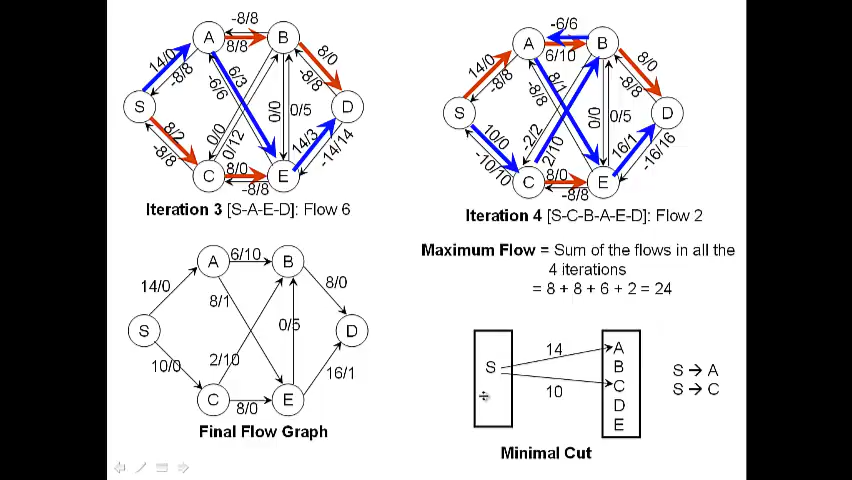 -8/8
A
8/8
B
14/0
-8/8
6/3
-6/6
8/0
-8/8
S
0/0
0/5
D
8/2
-8/8
0/0
0/12
14/3
-14/14
C
8/0
-8/8
E
Iteration 3 [S-A-E-D]: Flow 6
-6/6
A
6/10
B
14/0
-8/8
8/1
-8/8
8/0
-8/8
S
0/0
0/5
D
10/0
-10/10
-2/2
2/10
16/1
-16/16
C
8/0
-8/8
E
Iteration 4 [S-C-B-A-E-D]: Flow 2
Maximum Flow = Sum of the flows in all the
4 iterations
= 8 + 8 + 6 + 2 = 24
A
6/10
B
14/0
8/1
8/0
S
0/5
D
10/0
2/10
16/1
C
8/0
E
Final Flow Graph
S
14
10
A
B
C
D
E
S → A
S → C
Minimal Cut